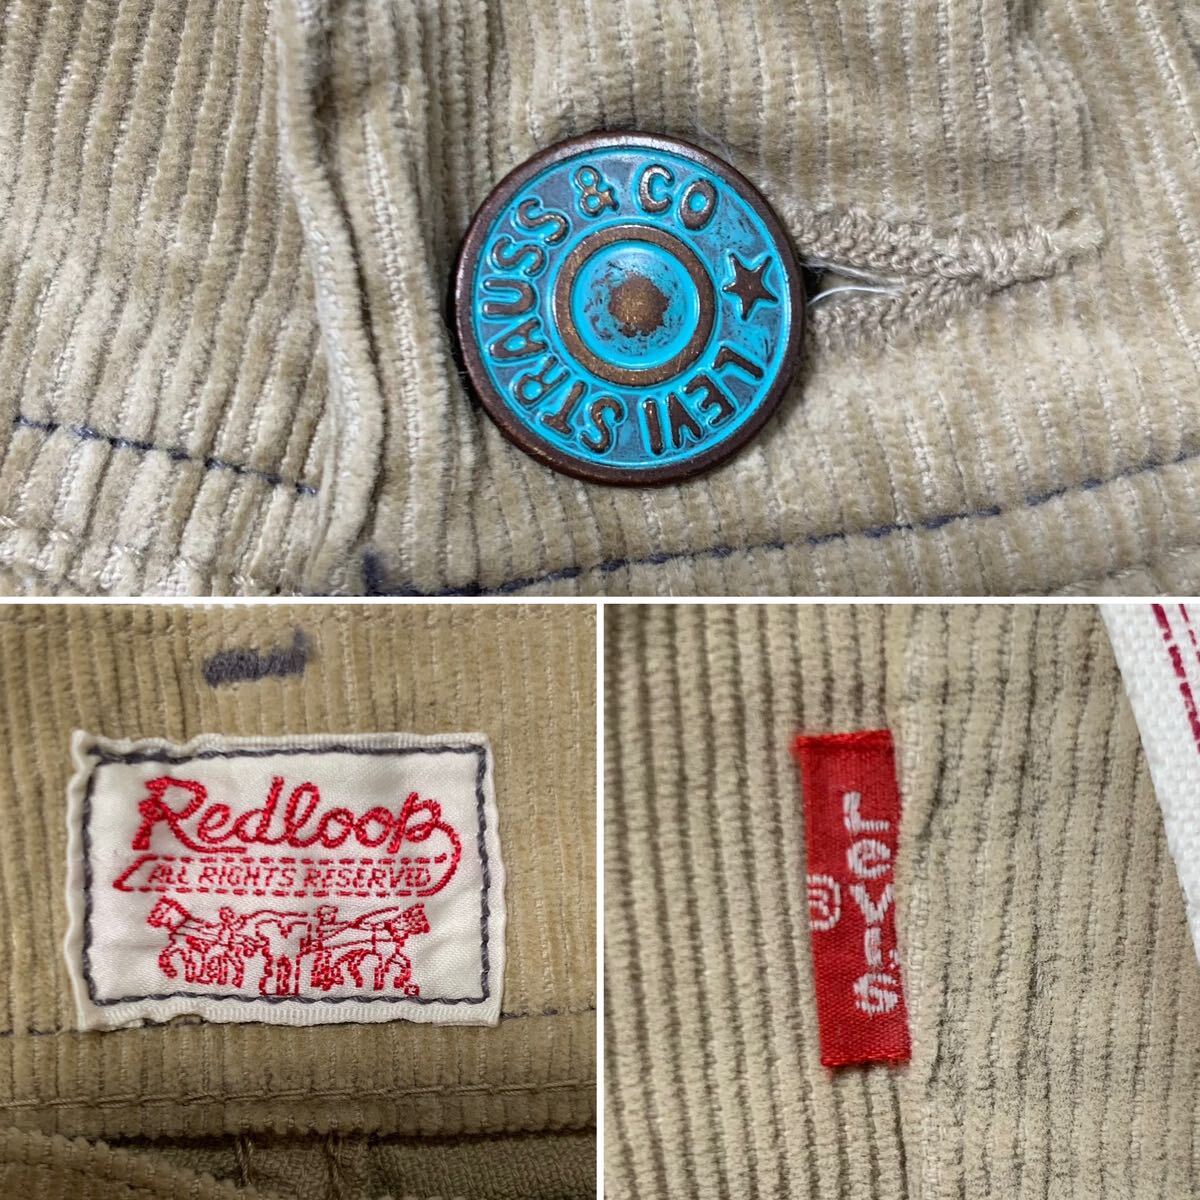 LEVI STRAUSS & CO
Redloop
ALL RIGHTS RESERVED
LEVI'S
®